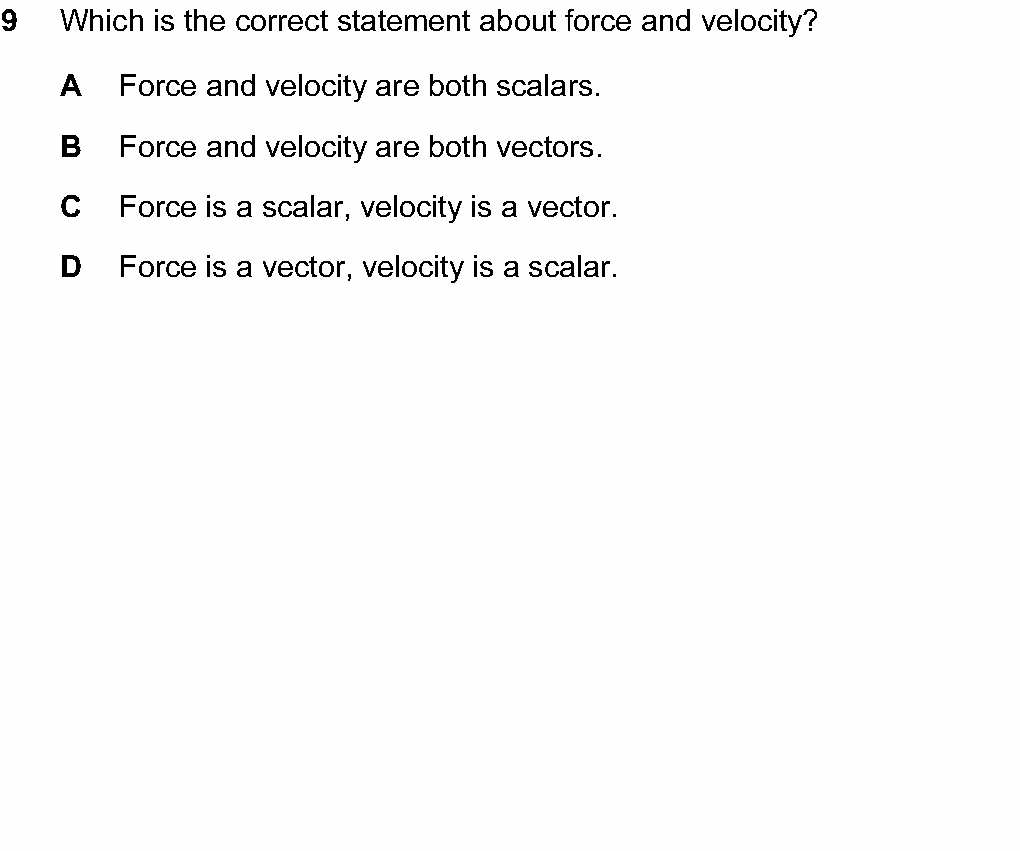 9 Which is the correct statement about force and velocity?
A Force and velocity are both scalars.
B Force and velocity are both vectors.
C Force is a scalar, velocity is a vector.
D Force is a vector, velocity is a scalar.